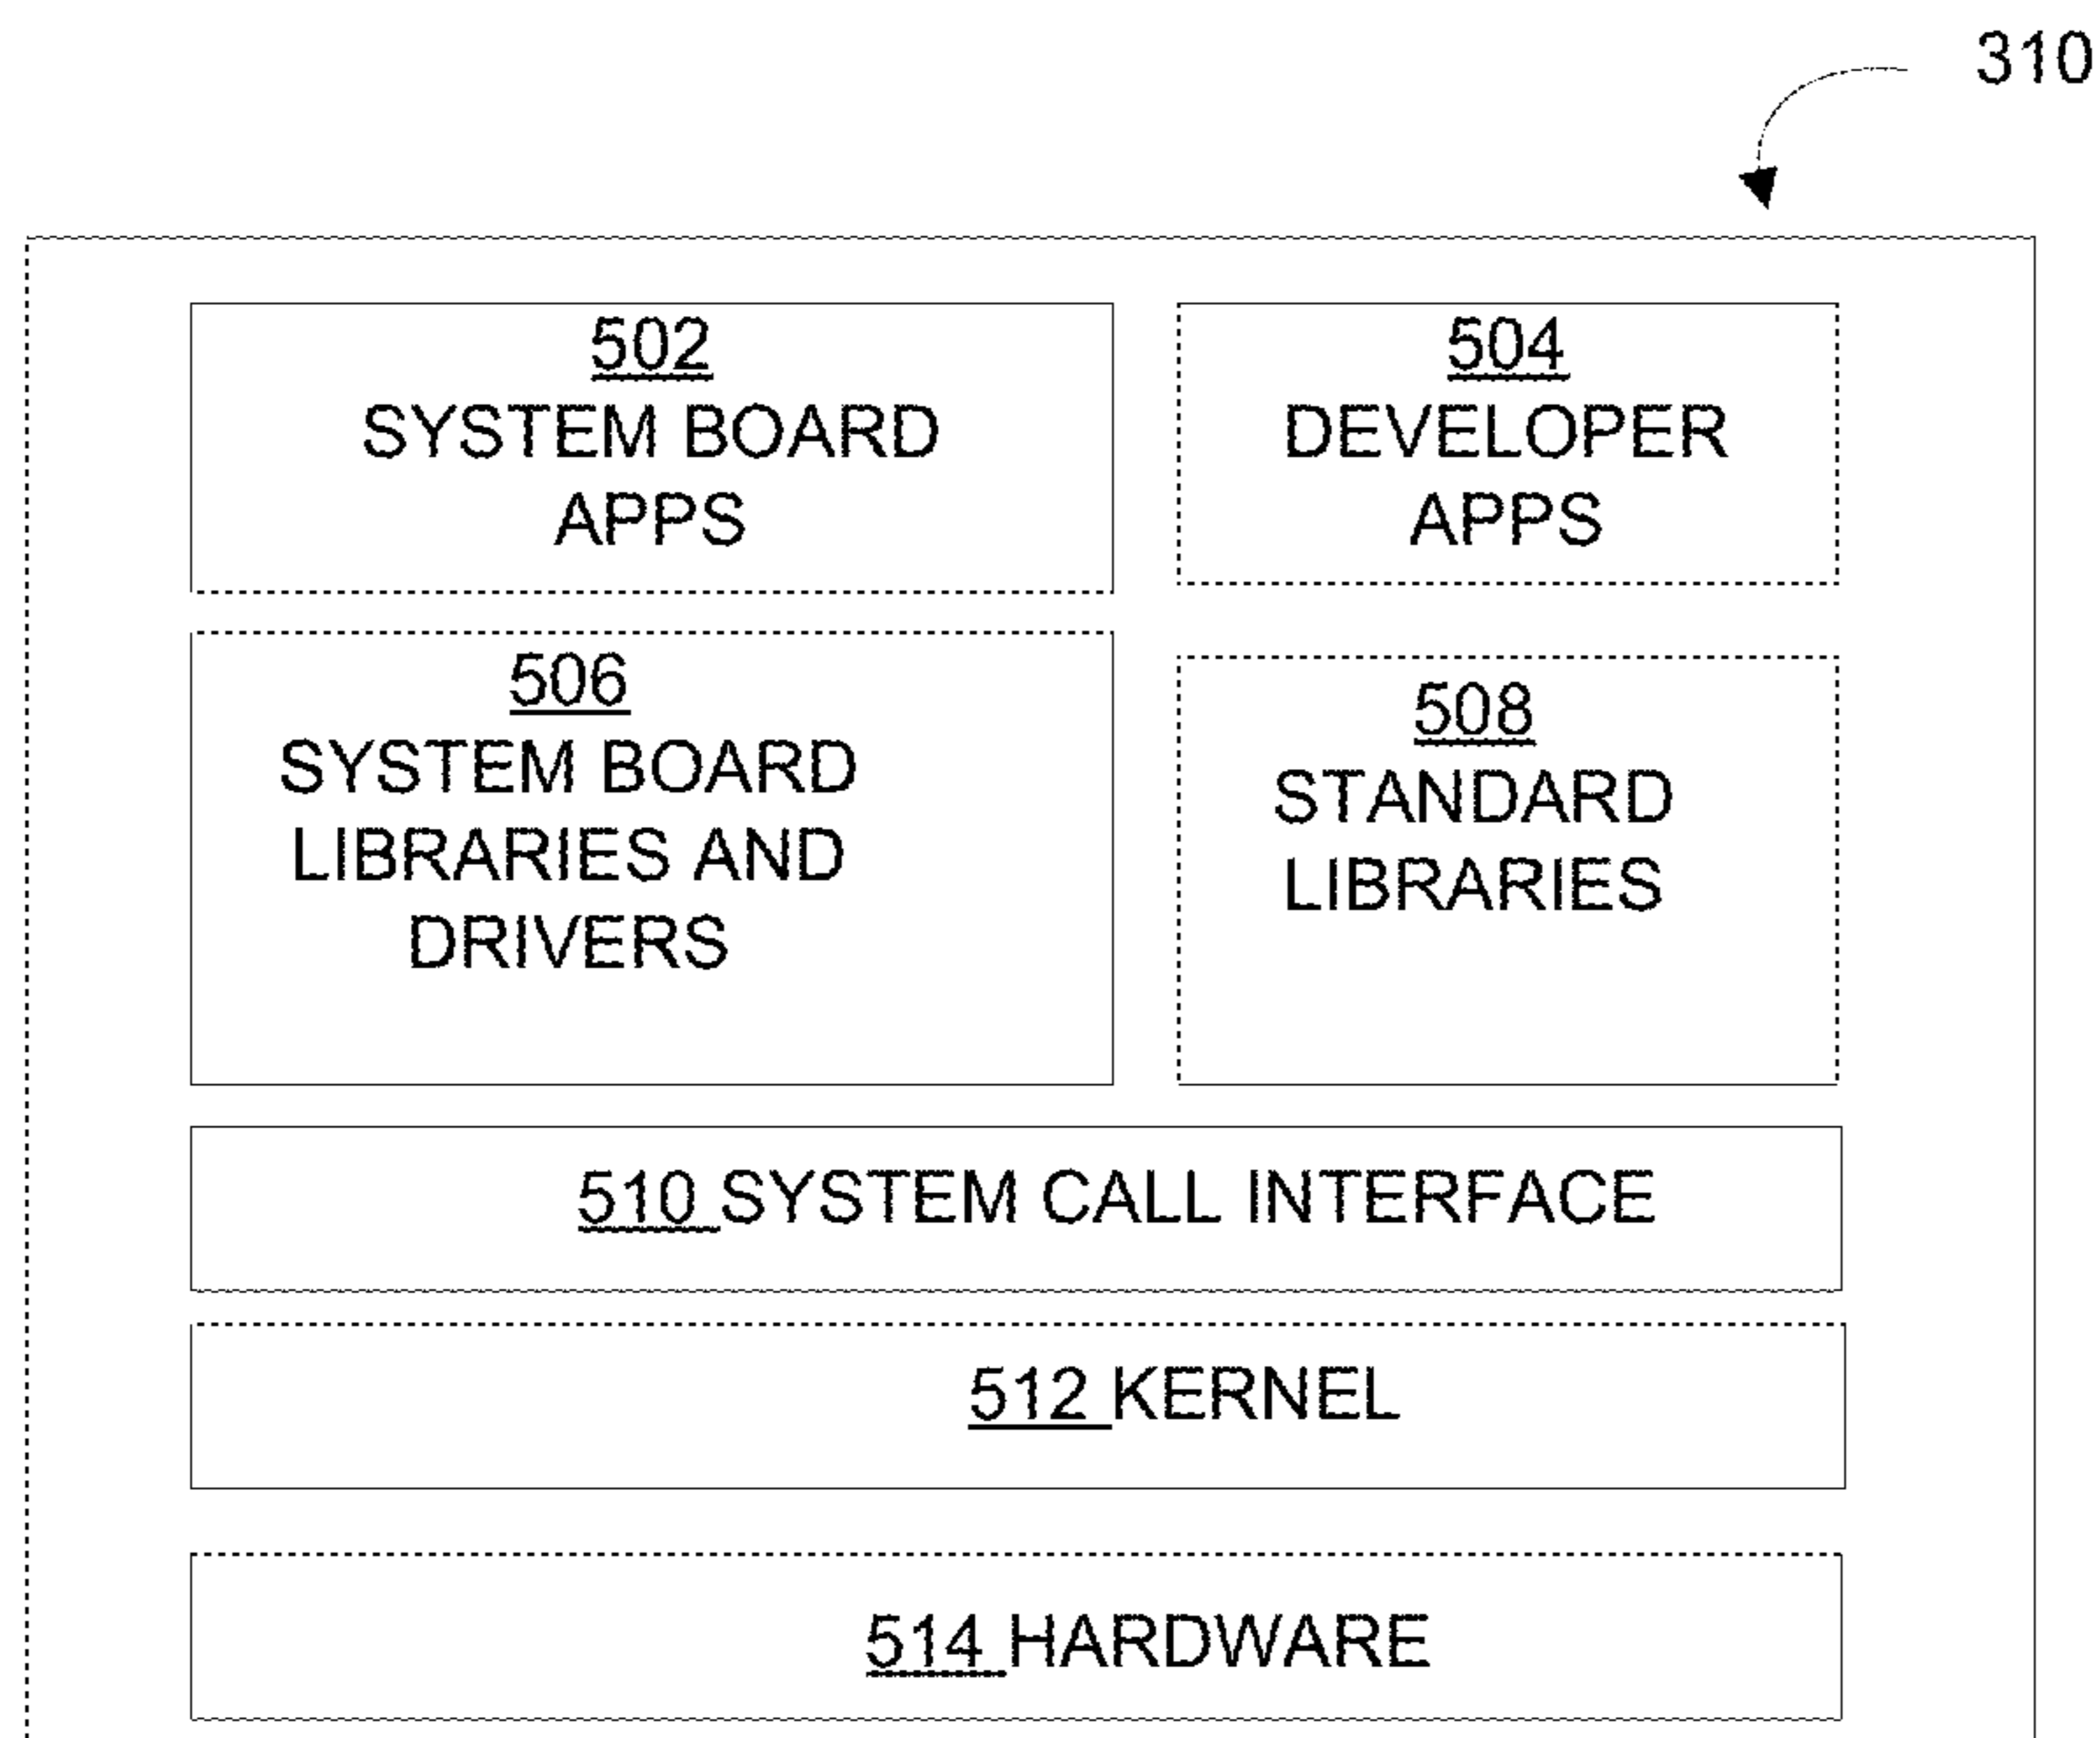 310
502
SYSTEM BOARD
APPS
504
DEVELOPER
APPS
506
SYSTEM BOARD
LIBRARIES AND
DRIVERS
508
STANDARD
LIBRARIES
510 SYSTEM CALL INTERFACE
512 KERNEL
514 HARDWARE